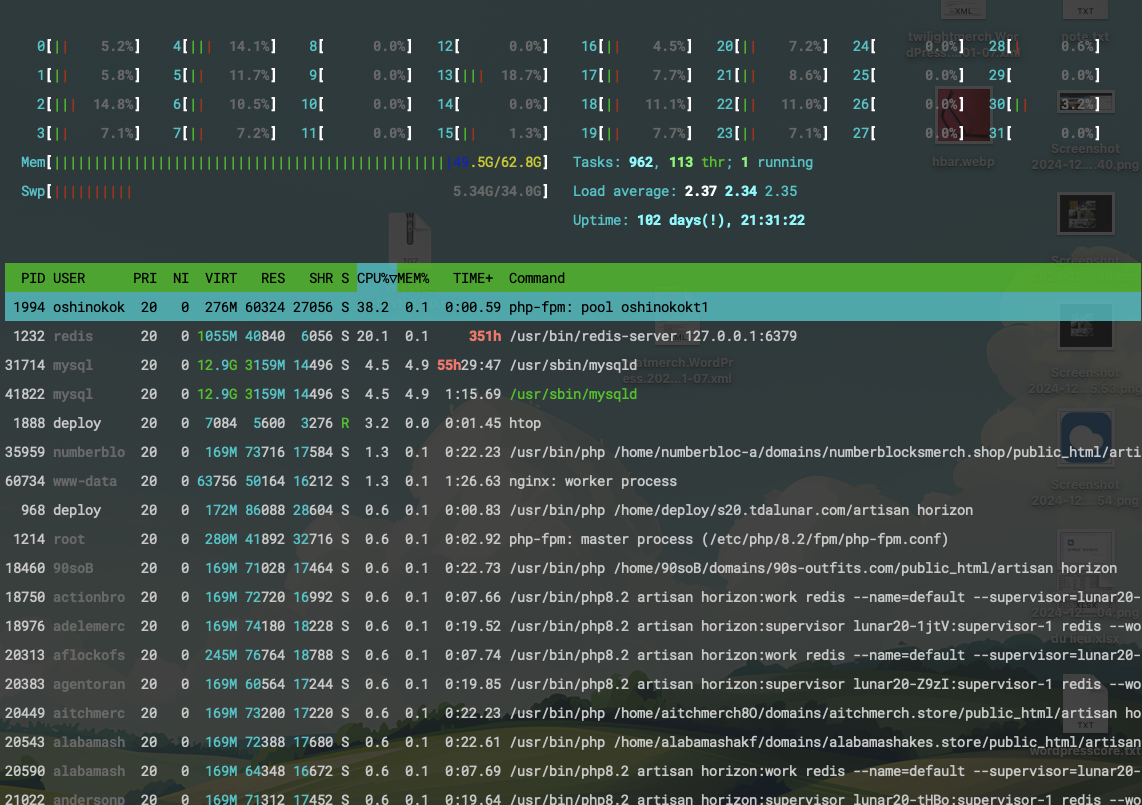 0[|| 5.2%] 4[||| 14.1%] 8[ 0.0%] 12[ 0.0%] 16[|| 4.5%] 20[|| 7.2%] 24[ 0.0%] 28[| 0.6%]
1[|| 5.8%] 5[|| 11.7%] 9[ 0.0%] 13[||| 18.7%] 17[|| 7.7%] 21[|| 8.6%] 25[ 0.0%] 29[ 0.0%]
2[||| 14.8%] 6[|| 10.5%] 10[ 0.0%] 14[ 0.0%] 18[|| 11.1%] 22[|| 11.0%] 26[ 0.0%] 30[|| 3.2%]
3[|| 7.1%] 7[|| 7.2%] 11[ 0.0%] 15[|| 1.3%] 19[|| 7.7%] 23[|| 7.1%] 27[ 0.0%] 31[ 0.0%]
Mem[||||||||||||||||||||||||||||||||||||||||||||||||||49.5G/62.8G] Tasks: 962, 113 thr; 1 running
Swp[|||||||||| 5.34G/34.0G] Load average: 2.37 2.34 2.35
Uptime: 102 days(!), 21:31:22
PID USER PRI NI VIRT RES SHR S CPU%▽MEM% TIME+ Command
1994 oshinokok 20 0 276M 60324 27056 S 38.2 0.1 0:00.59 php-fpm: pool oshinokokt1
1232 redis 20 0 1055M 40840 6056 S 20.1 0.1 351h /usr/bin/redis-server 127.0.0.1:6379
31714 mysql 20 0 12.9G 3159M 14496 S 4.5 4.9 55h29:47 /usr/sbin/mysqld
41822 mysql 20 0 12.9G 3159M 14496 S 4.5 4.9 1:15.69 /usr/sbin/mysqld
1888 deploy 20 0 7084 5600 3276 R 3.2 0.0 0:01.45 htop
35959 numberblo 20 0 169M 73716 17584 S 1.3 0.1 0:22.23 /usr/bin/php /home/numberbloc-a/domains/numberblocksmerch.shop/public_html/arti
60734 www-data 20 0 63756 50164 16212 S 1.3 0.1 1:26.63 nginx: worker process
968 deploy 20 0 172M 86088 28604 S 0.6 0.1 0:00.83 /usr/bin/php /home/deploy/s20.tdalunar.com/artisan horizon
1214 root 20 0 280M 41892 32716 S 0.6 0.1 0:02.92 php-fpm: master process (/etc/php/8.2/fpm/php-fpm.conf)
18460 90soB 20 0 169M 71028 17464 S 0.6 0.1 0:22.73 /usr/bin/php /home/90soB/domains/90s-outfits.com/public_html/artisan horizon
18750 actionbro 20 0 169M 72720 16992 S 0.6 0.1 0:07.66 /usr/bin/php8.2 artisan horizon:work redis --name=default --supervisor=lunar20-
18976 adelemerc 20 0 169M 74180 18228 S 0.6 0.1 0:19.52 /usr/bin/php8.2 artisan horizon:supervisor lunar20-1jtV:supervisor-1 redis --wo
20313 aflockofs 20 0 245M 76764 18788 S 0.6 0.1 0:07.74 /usr/bin/php8.2 artisan horizon:work redis --name=default --supervisor=lunar20-
20383 agentoran 20 0 169M 60564 17244 S 0.6 0.1 0:19.85 /usr/bin/php8.2 artisan horizon:supervisor lunar20-Z9zI:supervisor-1 redis --wo
20449 aitchmerc 20 0 169M 73200 17220 S 0.6 0.1 0:22.23 /usr/bin/php /home/aitchmerch8O/domains/aitchmerch.store/public_html/artisan ho
20543 alabamash 20 0 169M 72388 17680 S 0.6 0.1 0:22.61 /usr/bin/php /home/alabamashakf/domains/alabamashakes.store/public_html/artisan
20590 alabamash 20 0 169M 64348 16672 S 0.6 0.1 0:07.69 /usr/bin/php8.2 artisan horizon:work redis --name=default --supervisor=lunar20-
21022 andersonp 20 0 169M 71312 17452 S 0.6 0.1 0:19.64 /usr/bin/php8.2 artisan horizon:supervisor lunar20-tHBo:supervisor-1 redis --wo
XML
TXT
note.txt
hbar.webp
Screenshot
2024-12....40.png
Screenshot
Screenshot
2024-12...5.53.png
Screenshot
2024-12....54.png
XLSX
TXT
wordpresscore.txt